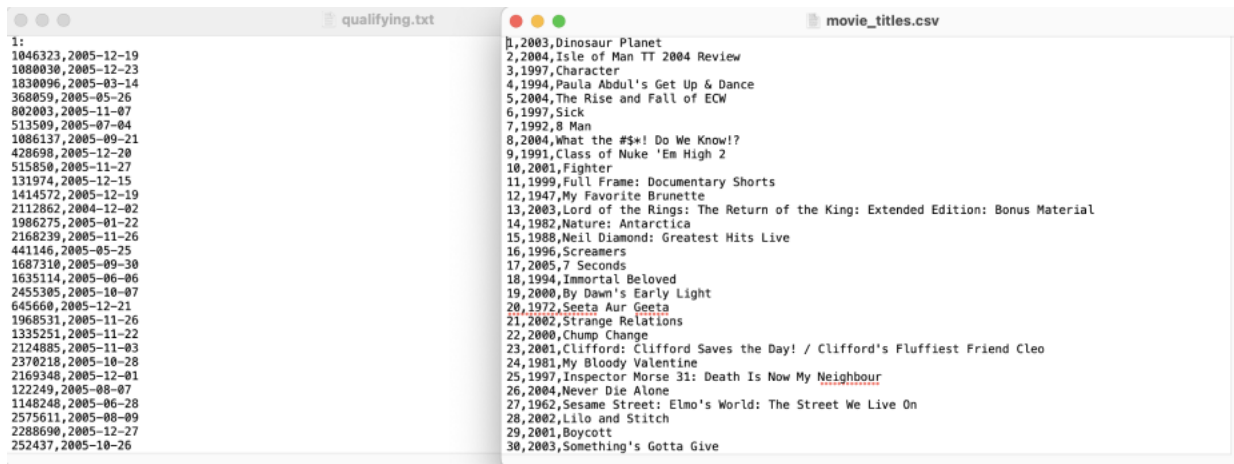 qualifying.txt
1:
1046323,2005-12-19
1080030,2005-12-23
1830096,2005-03-14
368059,2005-05-26
802003,2005-11-07
513509,2005-07-04
1086137,2005-09-21
428698,2005-12-20
515850,2005-11-27
131974,2005-12-15
1414572,2005-12-19
2112862,2004-12-02
1986275,2005-01-22
2168239,2005-11-26
441146,2005-05-25
1687310,2005-09-30
1635114,2005-06-06
2455305,2005-10-07
645660,2005-12-21
1968531,2005-11-26
1335251,2005-11-22
2124885,2005-11-03
2370218,2005-10-28
2169348,2005-12-01
122249,2005-08-07
1148248,2005-06-28
2575611,2005-08-09
2288690,2005-12-27
252437,2005-10-26
movie_titles.csv
1,2003,Dinosaur Planet
2,2004,Isle of Man TT 2004 Review
3,1997,Character
4,1994,Paula Abdul's Get Up & Dance
5,2004,The Rise and Fall of ECW
6,1997,Sick
7,1992,8 Man
8,2004,What the #$*! Do We Know!?
9,1991,Class of Nuke 'Em High 2
10,2001,Fighter
11,1999,Full Frame: Documentary Shorts
12,1947,My Favorite Brunette
13,2003,Lord of the Rings: The Return of the King: Extended Edition: Bonus Material
14,1982,Nature: Antarctica
15,1988,Neil Diamond: Greatest Hits Live
16,1996,Screamers
17,2005,7 Seconds
18,1994,Immortal Beloved
19,2000,By Dawn's Early Light
20,1972,Seeta Aur Geeta
21,2002,Strange Relations
22,2000,Chump Change
23,2001,Clifford: Clifford Saves the Day! / Clifford's Fluffiest Friend Cleo
24,1981,My Bloody Valentine
25,1997,Inspector Morse 31: Death Is Now My Neighbour
26,2004,Never Die Alone
27,1962,Sesame Street: Elmo's World: The Street We Live On
28,2002,Lilo and Stitch
29,2001,Boycott
30,2003,Something's Gotta Give